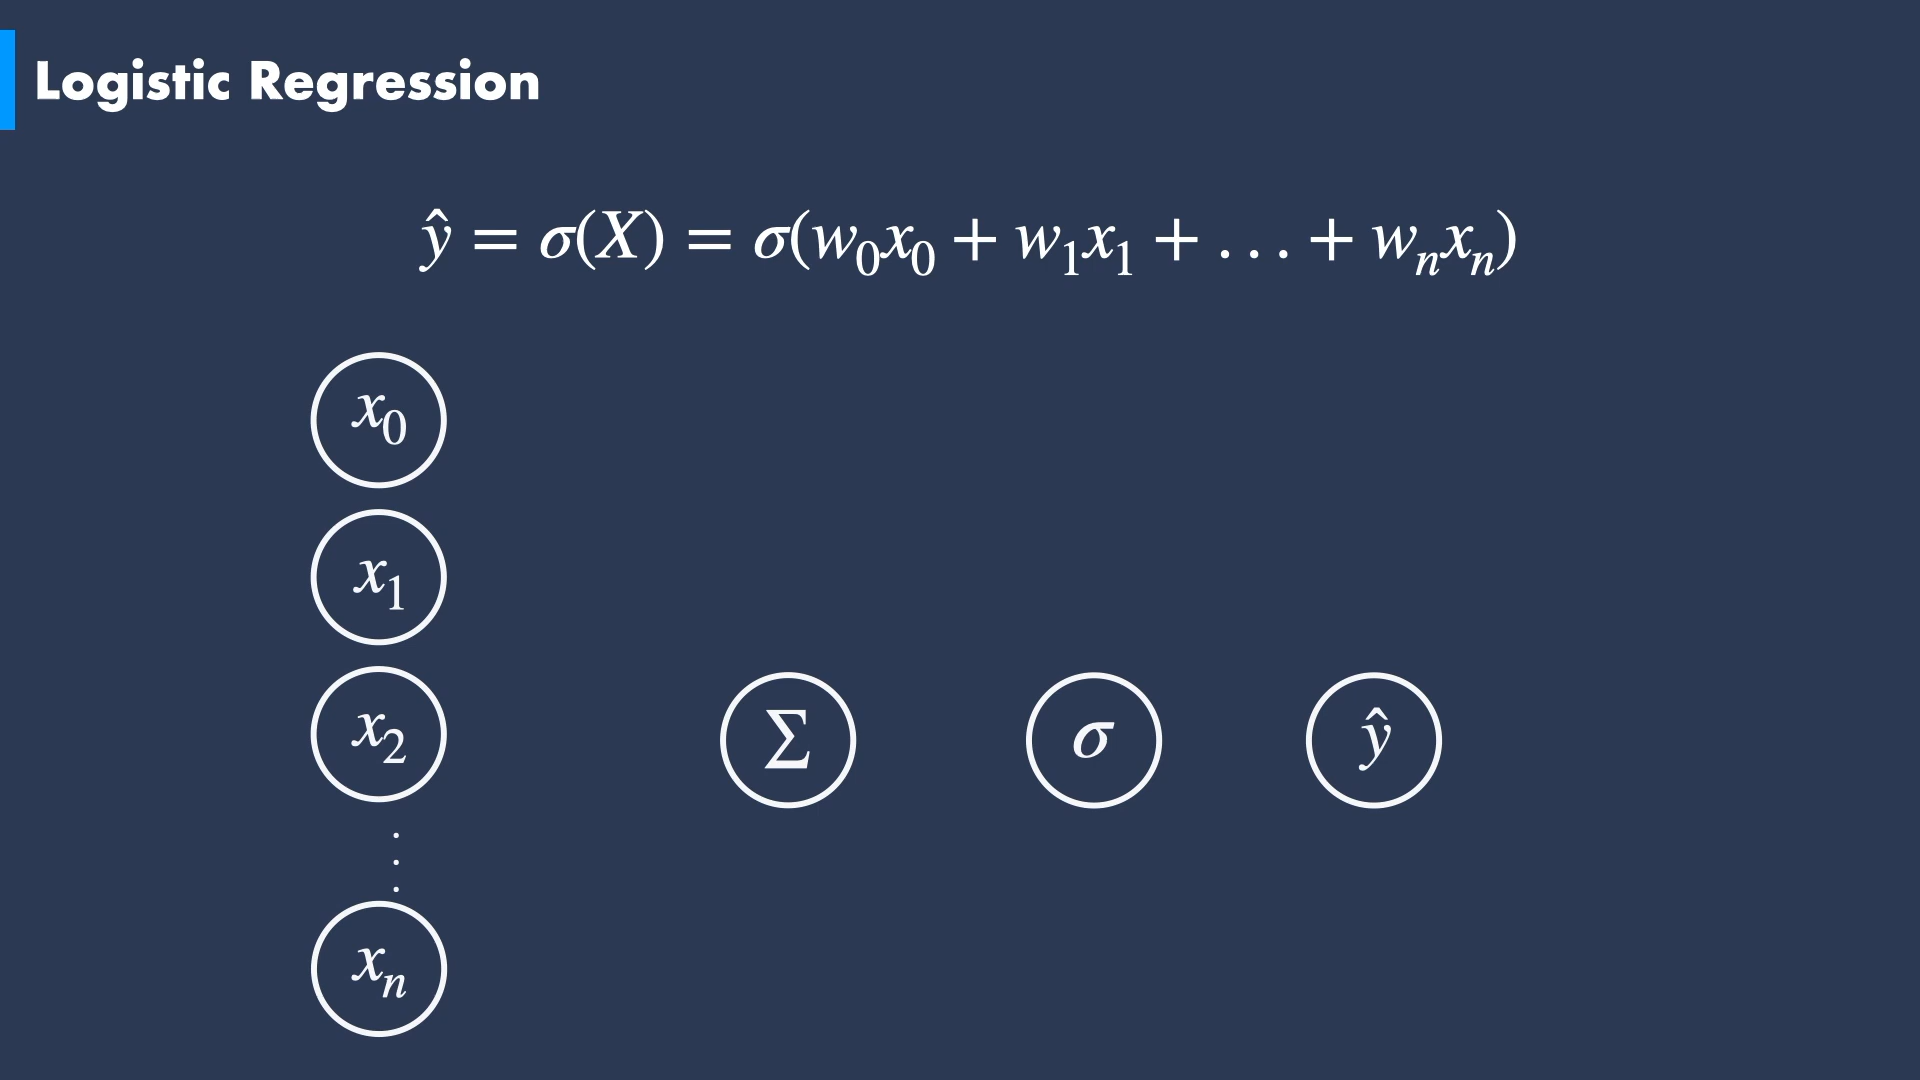 Logistic Regression
ŷ = σ(X) = σ(w₀x₀ + w₁x₁ + . . . + wₙxₙ)
x₀
x₁
x₂
Σ σ ŷ
.
.
.
xₙ